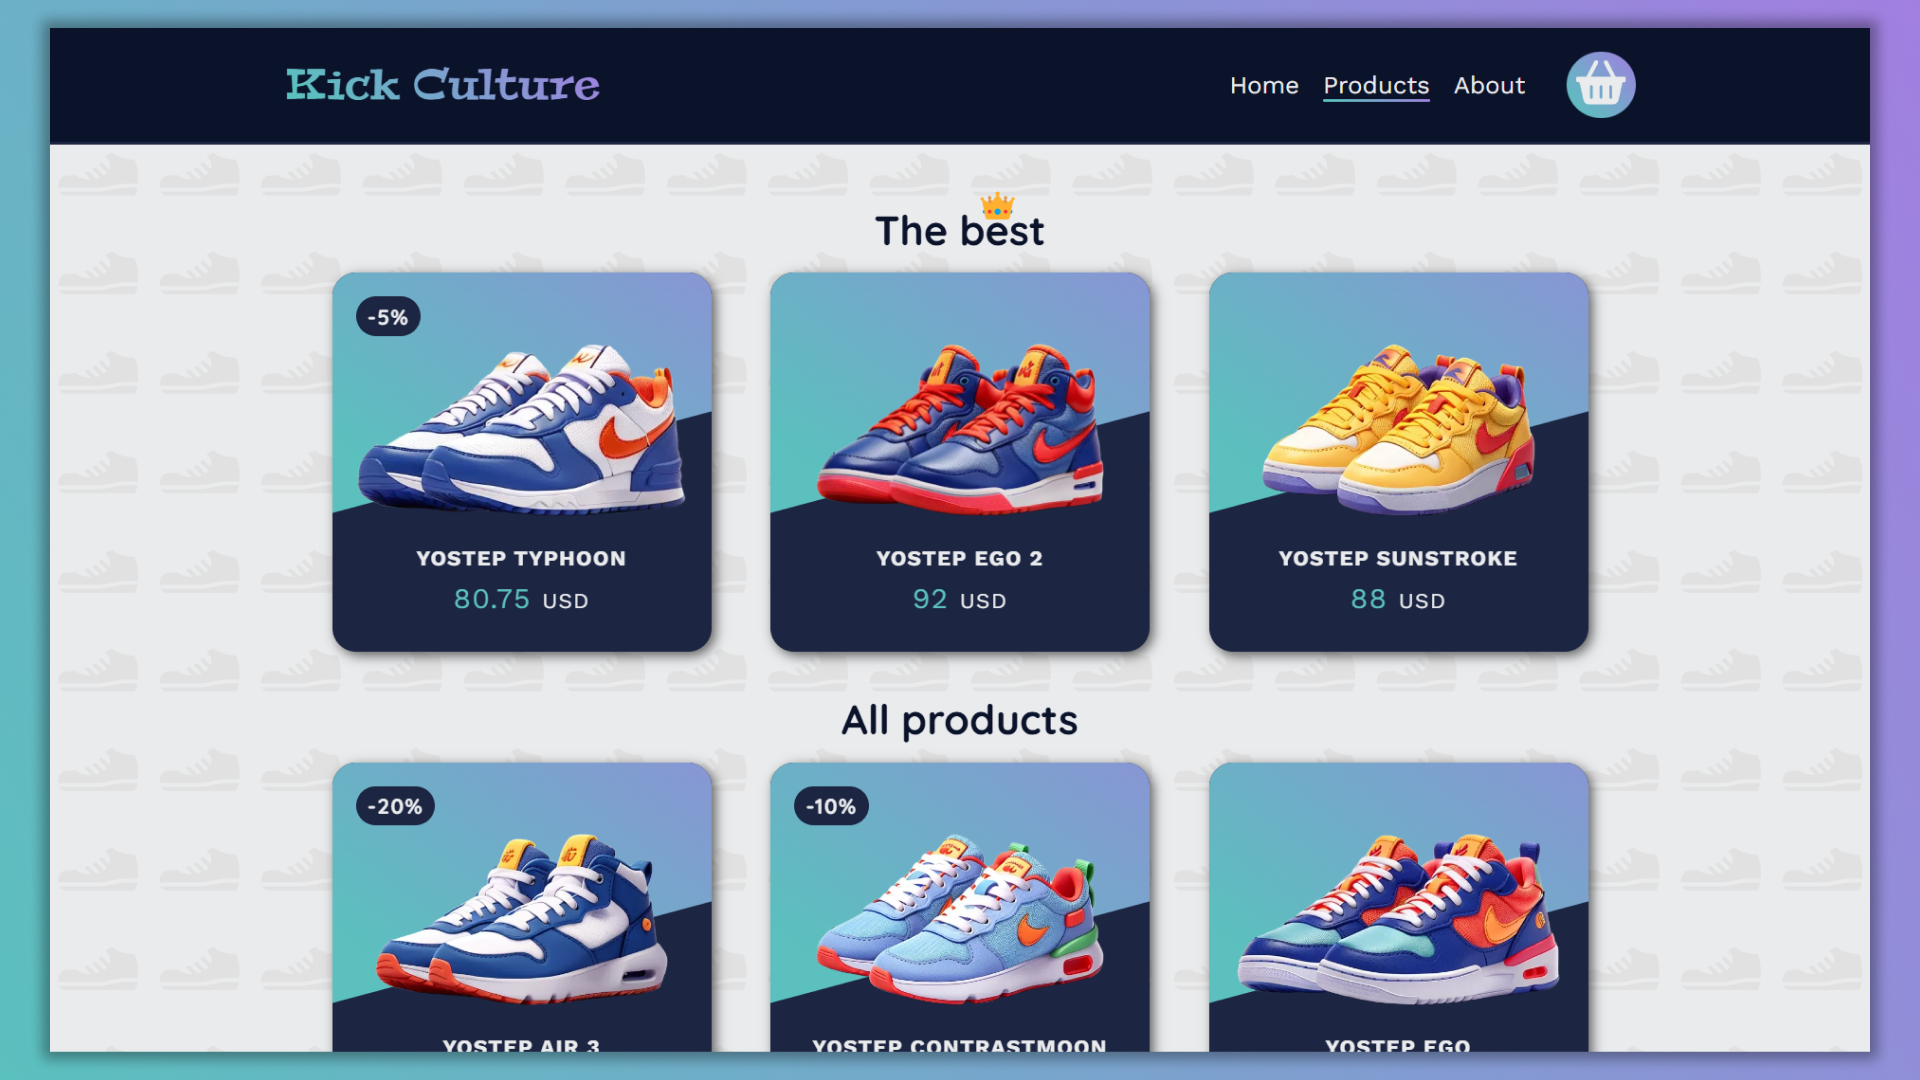 Kick Culture
Home Products About
The best
-5%
YOSTEP TYPHOON
80.75 USD
YOSTEP EGO 2
92 USD
YOSTEP SUNSTROKE
88 USD
All products
-20%
-10%
YOSTEP AIR 3
YOSTEP CONTRASTMOON
YOSTEP EGO